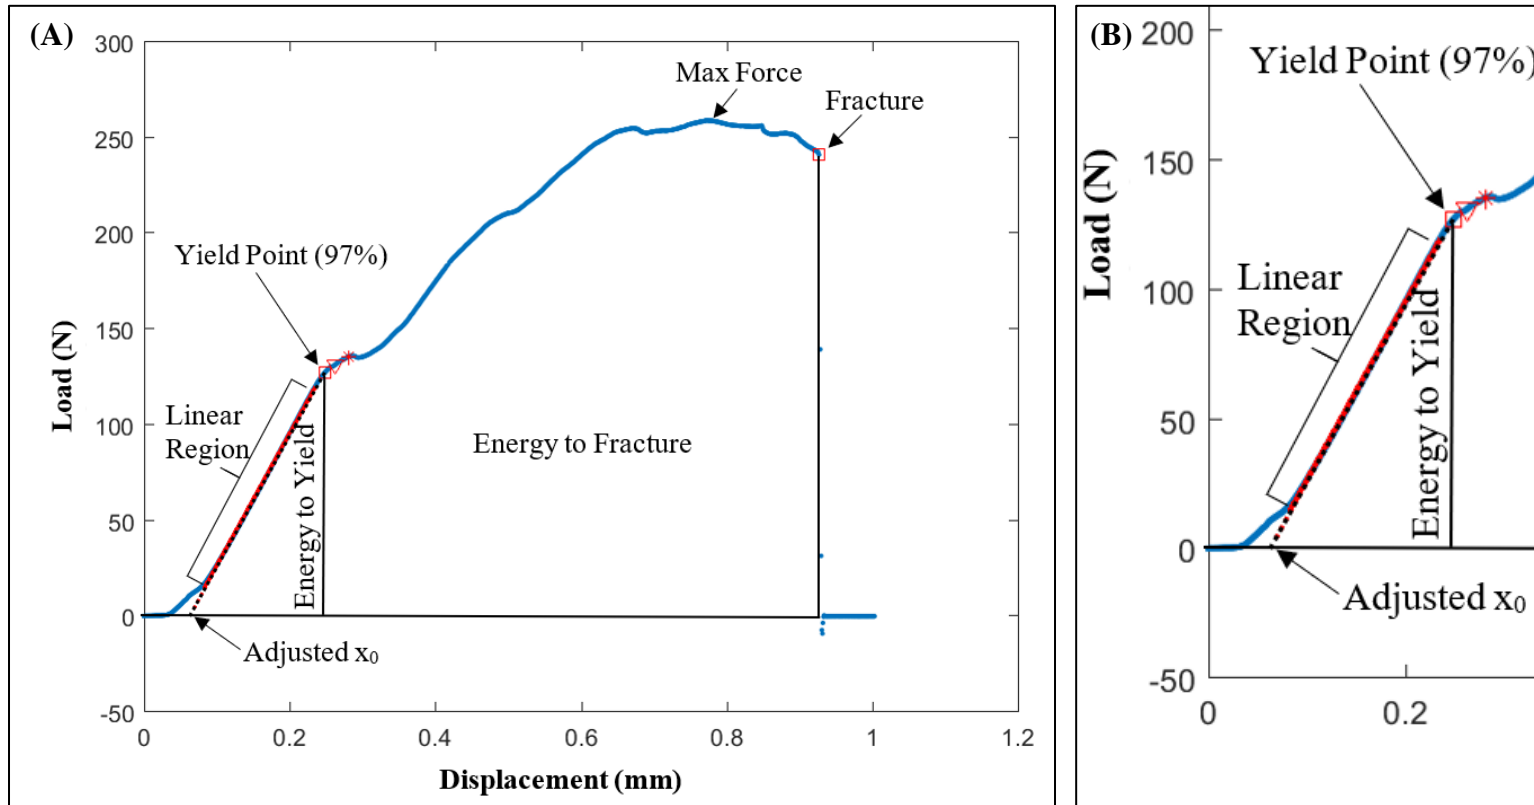 (A)
300
250
200
150
100
50
0
-50
0
0.2
0.4
0.6
0.8
1
1.2
Load (N)
Displacement (mm)
Max Force
Fracture
Yield Point (97%)
Linear
Region
Energy to Yield
Energy to Fracture
Adjusted x₀
(B)
200
150
100
50
0
-50
0
0.2
Load (N)
Yield Point (97%)
Linear
Region
Energy to Yield
Adjusted x₀